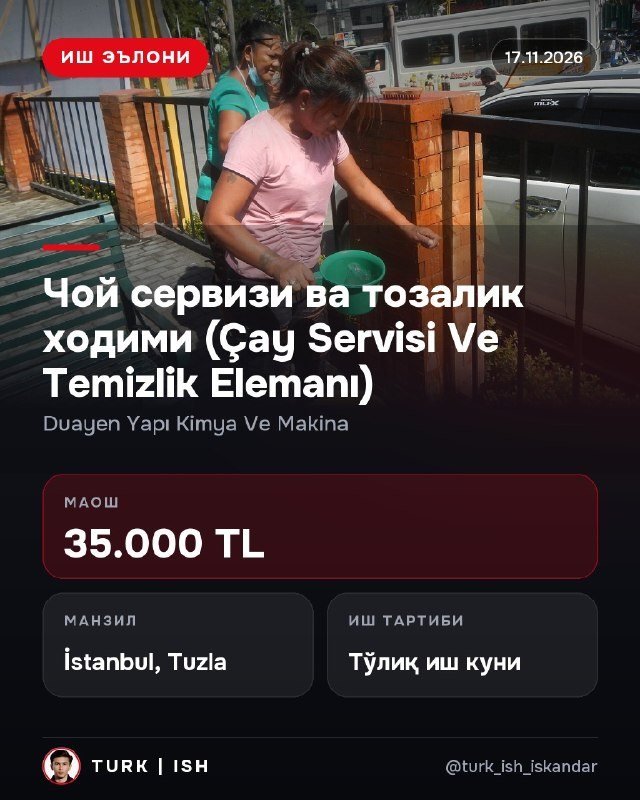 ИШ ЭЪЛОНИ
17.11.2026
Чой сервизи ва тозалик
ходими (Çay Servisi Ve
Temizlik Elemanı)
Duayen Yapı Kimya Ve Makina
МАОШ
35.000 TL
МАНЗИЛ
İstanbul, Tuzla
ИШ ТАРТИБИ
Тўлиқ иш куни
TURK | ISH
@turk_ish_iskandar